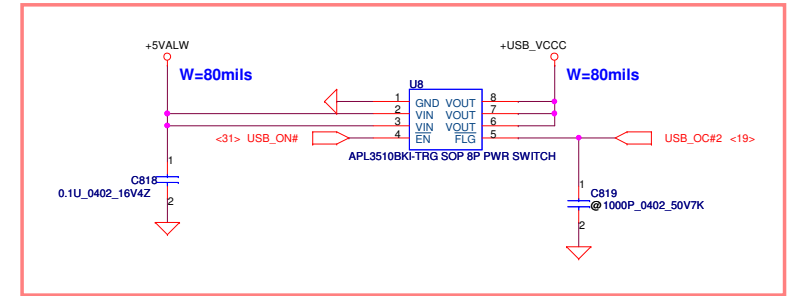 +5VALW
+USB_VCCC
W=80mils
W=80mils
U8
1 GND VOUT 8
2 VIN VOUT 7
3 VIN VOUT 6
<31> USB_ON# 4 EN FLG 5 USB_OC#2 <19>
APL3510BKI-TRG SOP 8P PWR SWITCH
1
C818
0.1U_0402_16V4Z
2
1
C819
@1000P_0402_50V7K
2